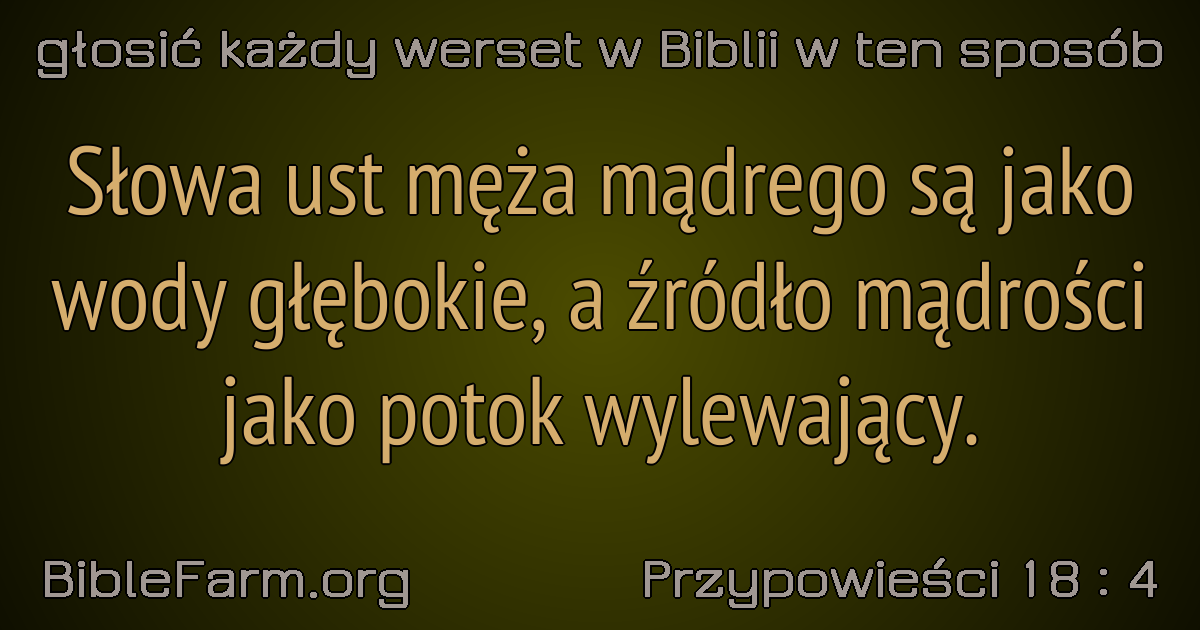 głosić każdy werset w Biblii w ten sposób
Słowa ust męża mądrego są jako
wody głębokie, a źródło mądrości
jako potok wylewający.
BibleFarm.org
Przypowieści 18 : 4